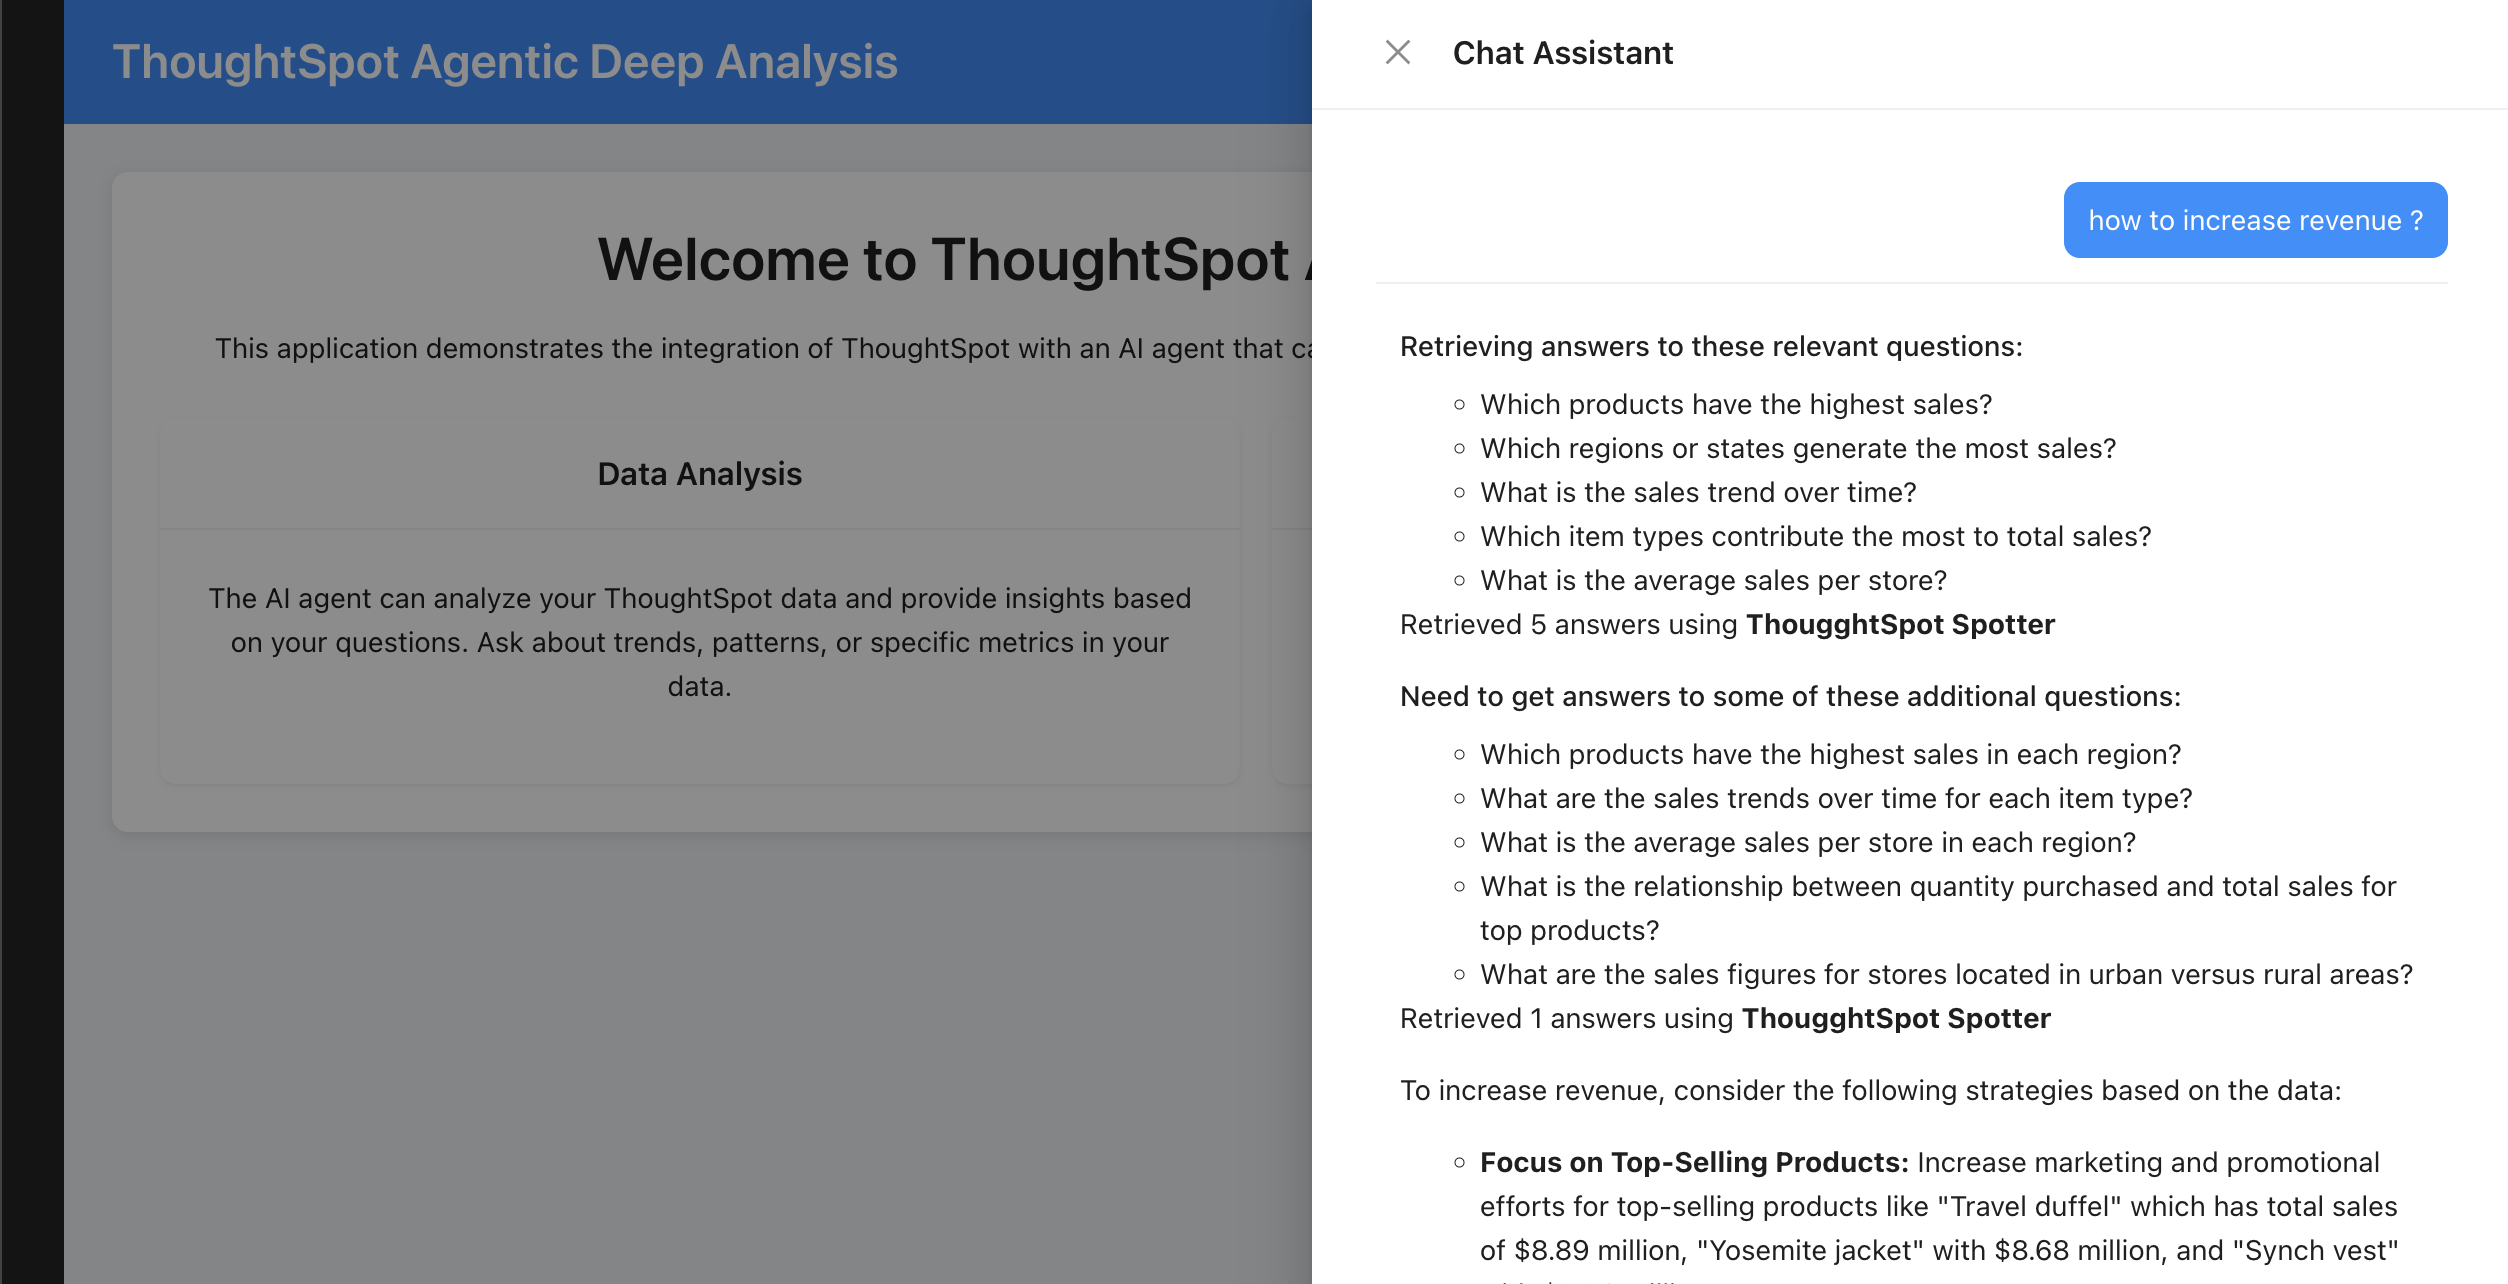 ThoughtSpot Agentic Deep Analysis
Welcome to ThoughtSpot
This application demonstrates the integration of ThoughtSpot with an AI agent that
Data Analysis
The AI agent can analyze your ThoughtSpot data and provide insights based
on your questions. Ask about trends, patterns, or specific metrics in your
data.
Chat Assistant
how to increase revenue ?
Retrieving answers to these relevant questions:
Which products have the highest sales?
Which regions or states generate the most sales?
What is the sales trend over time?
Which item types contribute the most to total sales?
What is the average sales per store?
Retrieved 5 answers using ThougghtSpot Spotter
Need to get answers to some of these additional questions:
Which products have the highest sales in each region?
What are the sales trends over time for each item type?
What is the average sales per store in each region?
What is the relationship between quantity purchased and total sales for
top products?
What are the sales figures for stores located in urban versus rural areas?
Retrieved 1 answers using ThougghtSpot Spotter
To increase revenue, consider the following strategies based on the data:
Focus on Top-Selling Products: Increase marketing and promotional
efforts for top-selling products like "Travel duffel" which has total sales
of $8.89 million, "Yosemite jacket" with $8.68 million, and "Synch vest"